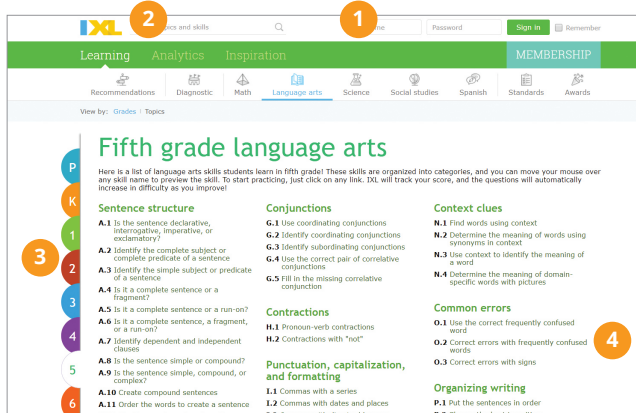 IXL
2
pics and skills
1
Password
Sign in
Remember
Learning
Analytics
Inspiration
MEMBERSHIP
Recommendations
Diagnostic
Math
Language arts
Science
Social studies
Spanish
Standards
Awards
View by: Grades | Topics
Fifth grade language arts
Here is a list of language arts skills students learn in fifth grade! These skills are organized into categories, and you can move your mouse over
any skill name to preview the skill. To start practicing, just click on any link. IXL will track your score, and the questions will automatically
increase in difficulty as you improve!
P
K
1
2
3
4
5
6
3
Sentence structure
A.1 Is the sentence declarative,
interrogative, imperative, or
exclamatory?
A.2 Identify the complete subject or
complete predicate of a sentence
A.3 Identify the simple subject or predicate
of a sentence
A.4 Is it a complete sentence or a
fragment?
A.5 Is it a complete sentence or a run-on?
A.6 Is it a complete sentence, a fragment,
or a run-on?
A.7 Identify dependent and independent
clauses
A.8 Is the sentence simple or compound?
A.9 Is the sentence simple, compound, or
complex?
A.10 Create compound sentences
A.11 Order the words to create a sentence
Conjunctions
G.1 Use coordinating conjunctions
G.2 Identify coordinating conjunctions
G.3 Identify subordinating conjunctions
G.4 Use the correct pair of correlative
conjunctions
G.5 Fill in the missing correlative
conjunction
Contractions
H.1 Pronoun-verb contractions
H.2 Contractions with "not"
Punctuation, capitalization,
and formatting
I.1 Commas with a series
I.2 Commas with dates and places
Context clues
N.1 Find words using context
N.2 Determine the meaning of words using
synonyms in context
N.3 Use context to identify the meaning of
a word
N.4 Determine the meaning of domain-
specific words with pictures
Common errors
O.1 Use the correct frequently confused
word
O.2 Correct errors with frequently confused
words
O.3 Correct errors with signs
4
Organizing writing
P.1 Put the sentences in order